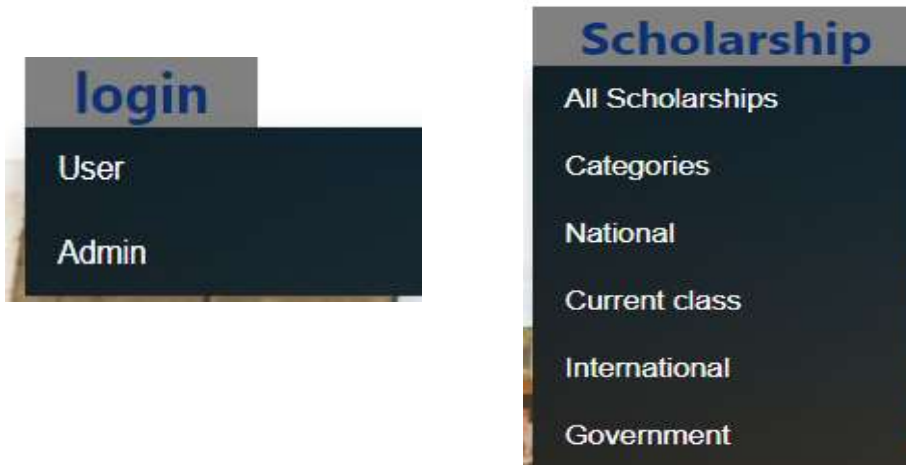 login
User
Admin
Scholarship
All Scholarships
Categories
National
Current class
International
Government